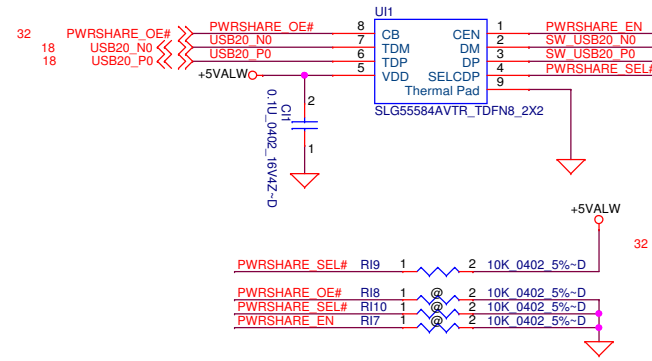 UI1
32 PWRSHARE_OE# PWRSHARE_OE# 8 CB CEN 1 PWRSHARE_EN
18 USB20_N0 USB20_N0 7 TDM DM 2 SW_USB20_N0
18 USB20_P0 USB20_P0 6 TDP DP 3 SW_USB20_P0
+5VALW 5 VDD SELCDP 4 PWRSHARE_SEL#
Thermal Pad 9
SLG55584AVTR_TDFN8_2X2
2
CI1
0.1U_0402_16V4Z~D
1
+5VALW
32
PWRSHARE_SEL# RI9 1 2 10K_0402_5%~D
PWRSHARE_OE# RI8 1 @ 2 10K_0402_5%~D
PWRSHARE_SEL# RI10 1 @ 2 10K_0402_5%~D
PWRSHARE_EN RI7 1 @ 2 10K_0402_5%~D